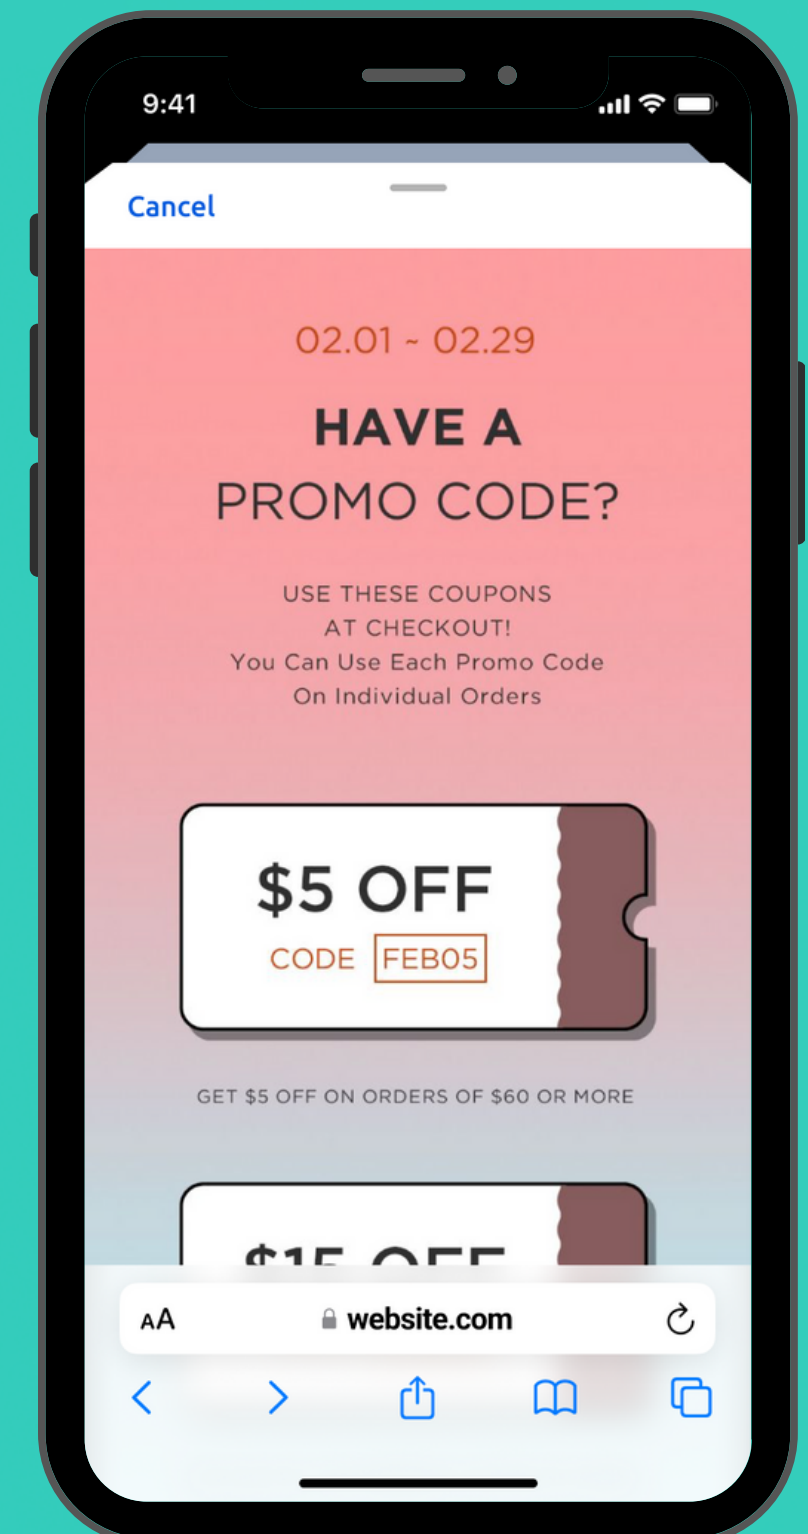 9:41
Cancel
02.01 ~ 02.29
HAVE A
PROMO CODE?
USE THESE COUPONS
AT CHECKOUT!
You Can Use Each Promo Code
On Individual Orders
$5 OFF
CODE FEB05
GET $5 OFF ON ORDERS OF $60 OR MORE
$15 OFF
AA website.com